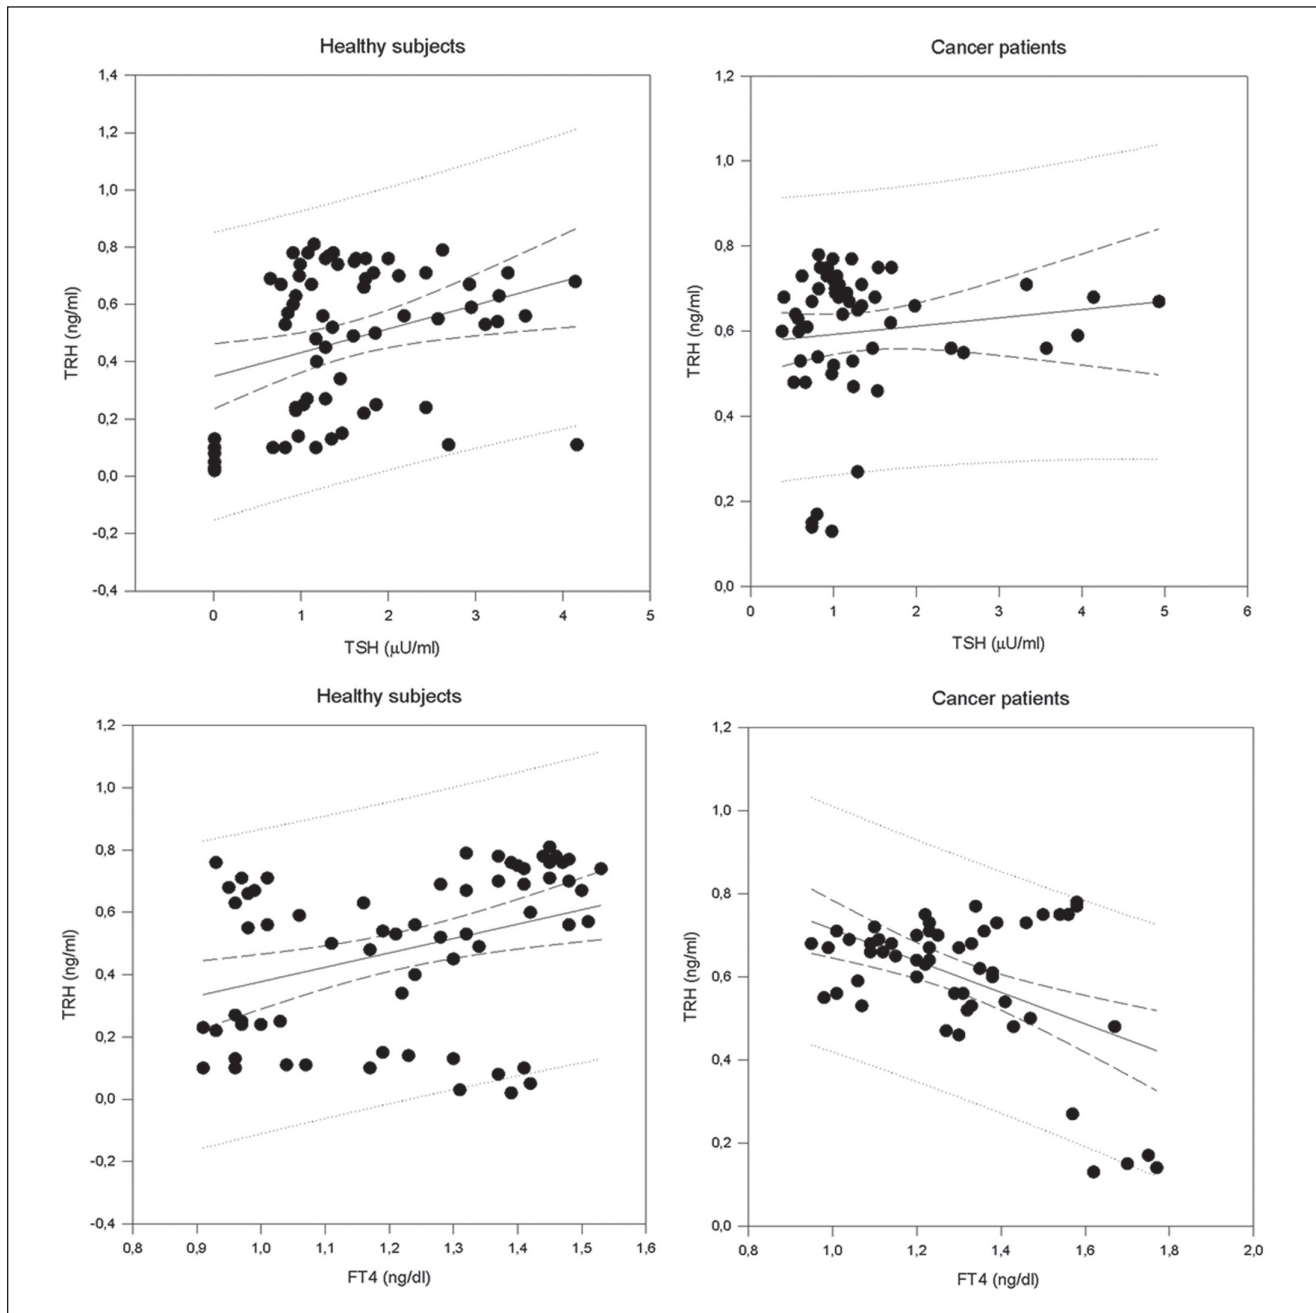 Healthy subjects
1,4
1,2
1,0
0,8
0,6
0,4
0,2
0,0
-0,2
-0,4
TRH (ng/ml)
0 1 2 3 4 5
TSH (μU/ml)
Cancer patients
1,2
1,0
0,8
0,6
0,4
0,2
0,0
TRH (ng/ml)
0 1 2 3 4 5 6
TSH (μU/ml)
Healthy subjects
1,2
1,0
0,8
0,6
0,4
0,2
0,0
-0,2
-0,4
TRH (ng/ml)
0,8 0,9 1,0 1,1 1,2 1,3 1,4 1,5 1,6
FT4 (ng/dl)
Cancer patients
1,2
1,0
0,8
0,6
0,4
0,2
0,0
TRH (ng/ml)
0,8 1,0 1,2 1,4 1,6 1,8 2,0
FT4 (ng/dl)